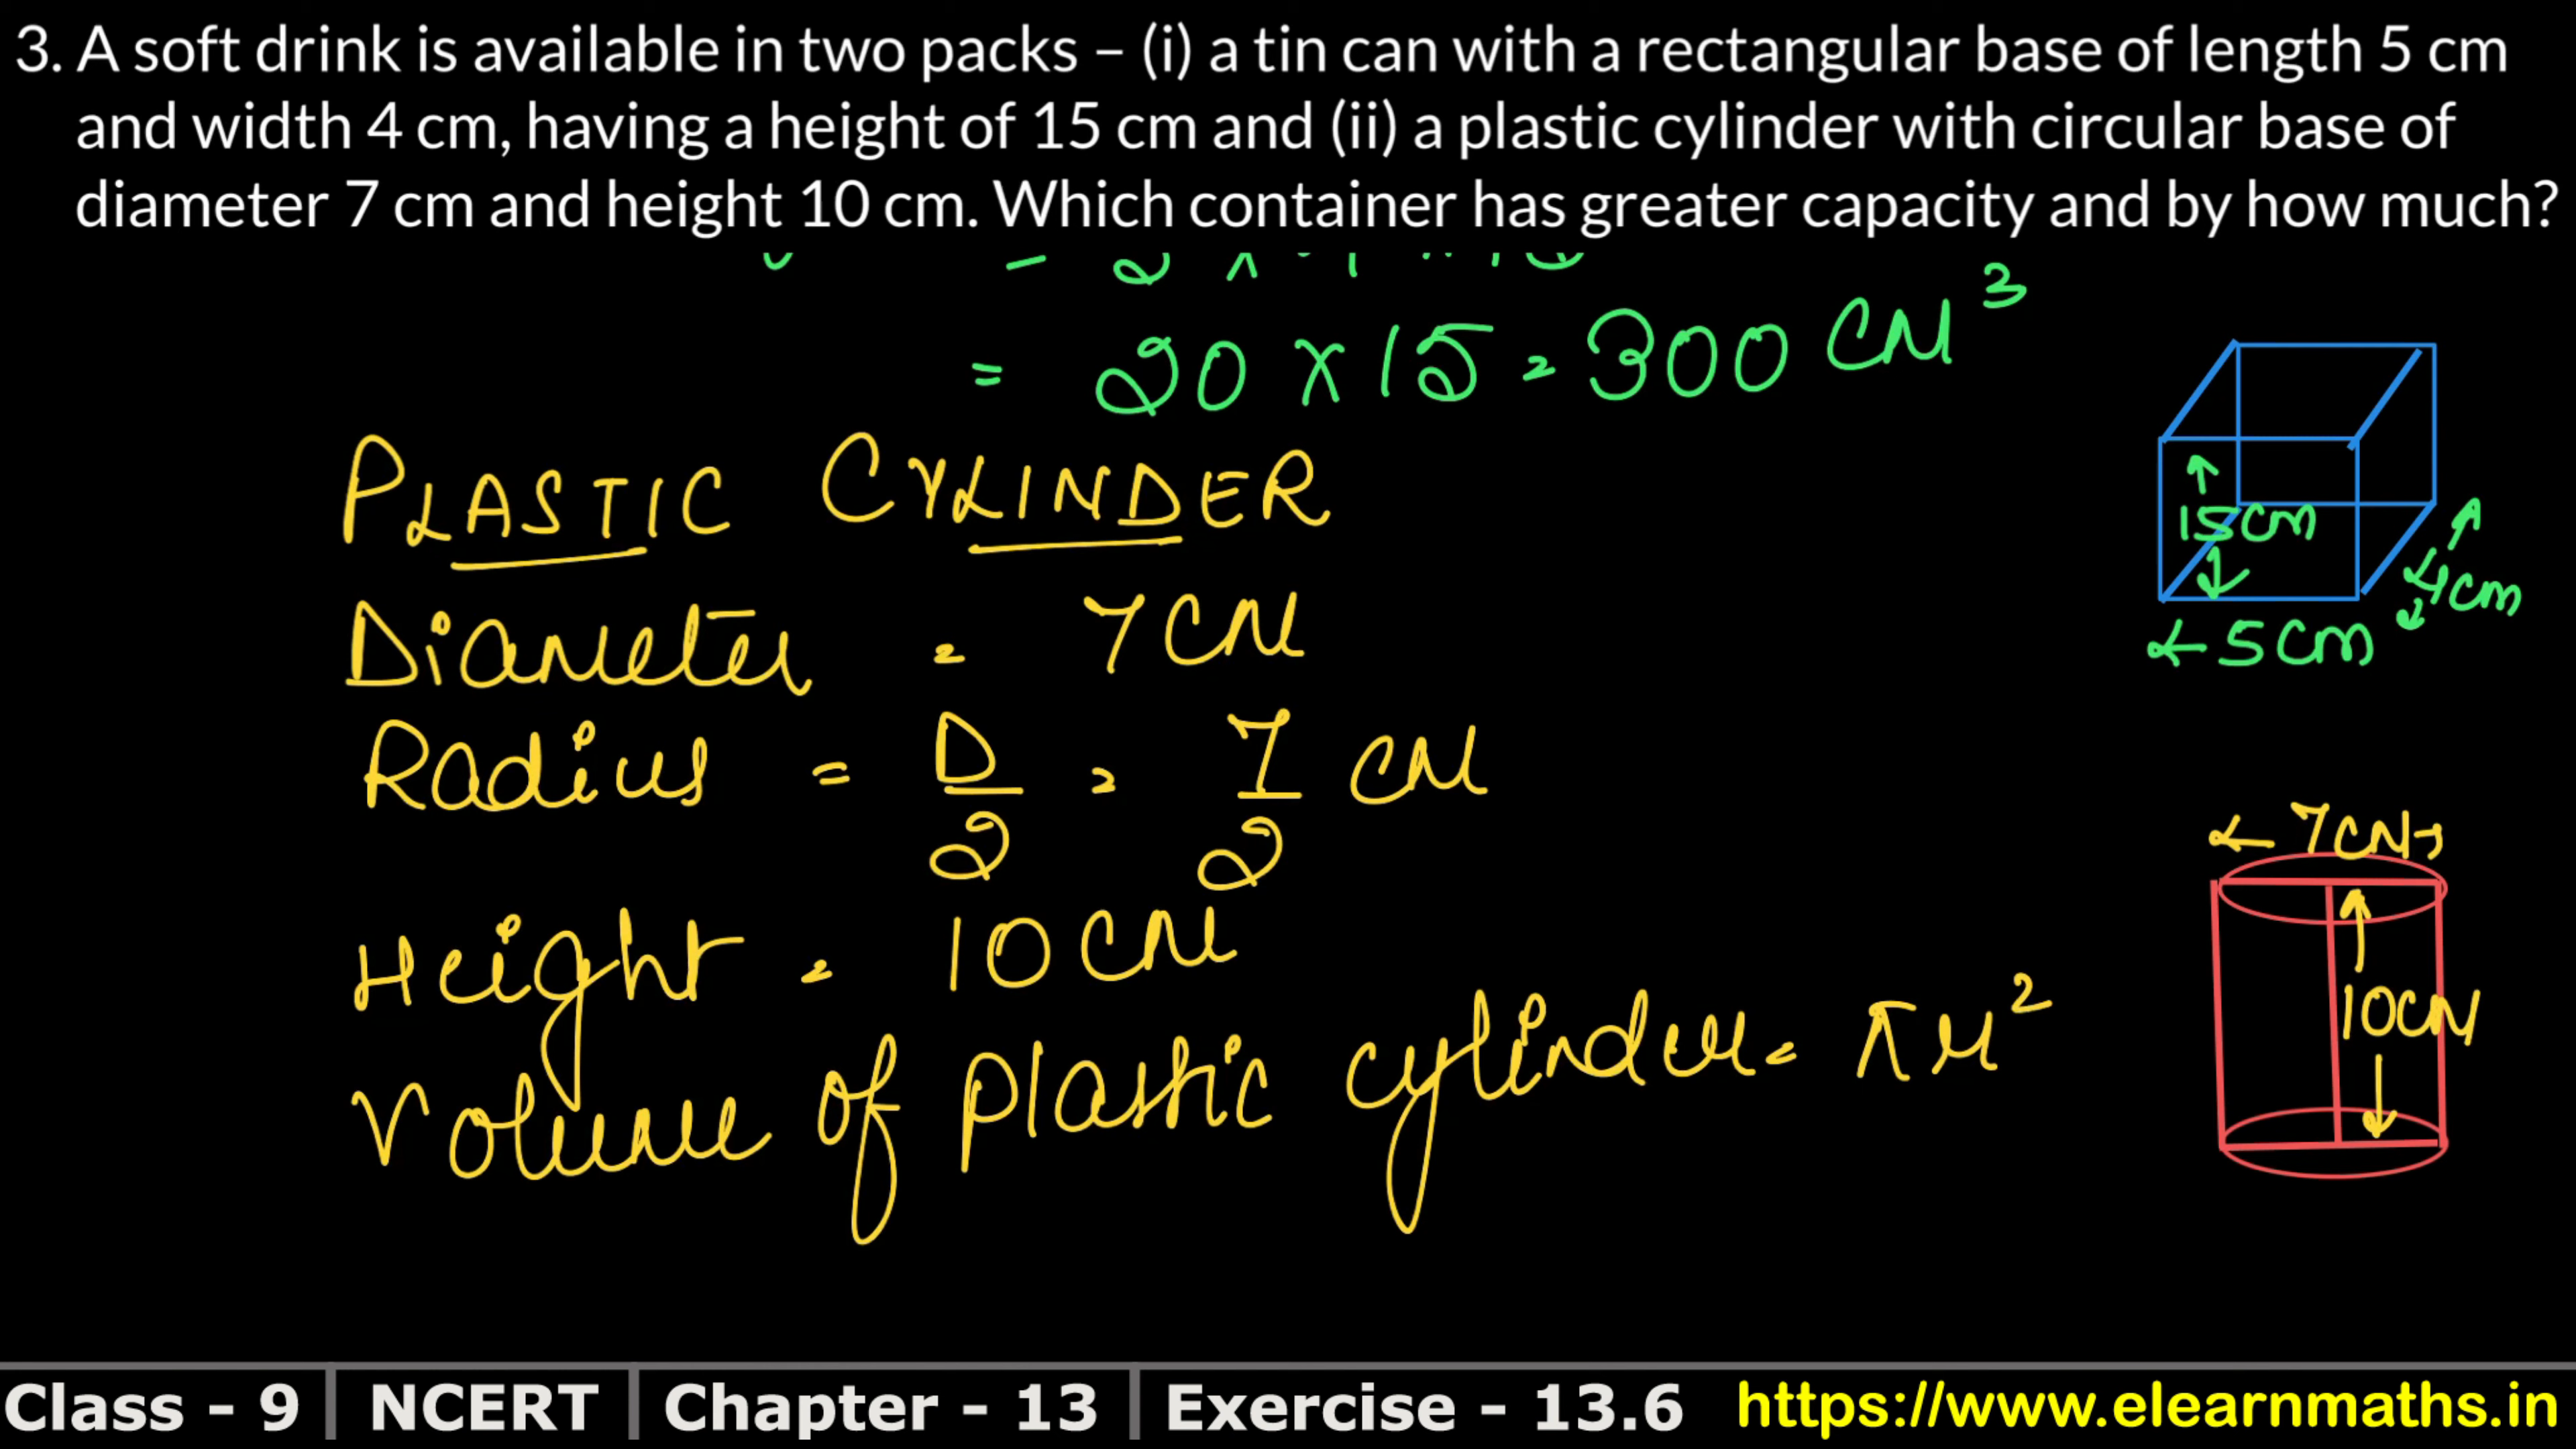 3. A soft drink is available in two packs – (i) a tin can with a rectangular base of length 5 cm
and width 4 cm, having a height of 15 cm and (ii) a plastic cylinder with circular base of
diameter 7 cm and height 10 cm. Which container has greater capacity and by how much?
= 20 x 15 = 300 CM³
PLASTIC CYLINDER
Diameter = 7 CM
Radius = D/2 = 7/2 CM
Height = 10 CM
Volume of plastic cylinder = πr²
15cm
4cm
5cm
7CM
10CM
Class - 9 | NCERT | Chapter - 13 | Exercise - 13.6 https://www.elearnmaths.in